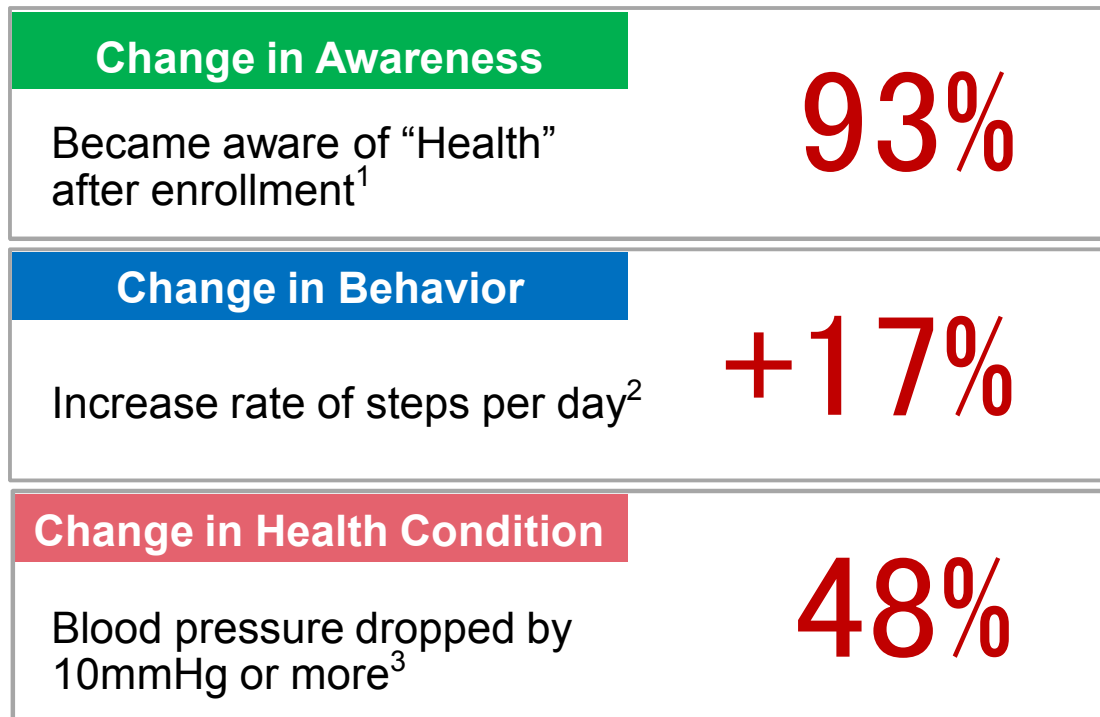 Change in Awareness
Became aware of “Health”
after enrollment1
93%
Change in Behavior
Increase rate of steps per day2
+17%
Change in Health Condition
Blood pressure dropped by
10mmHg or more3
48%